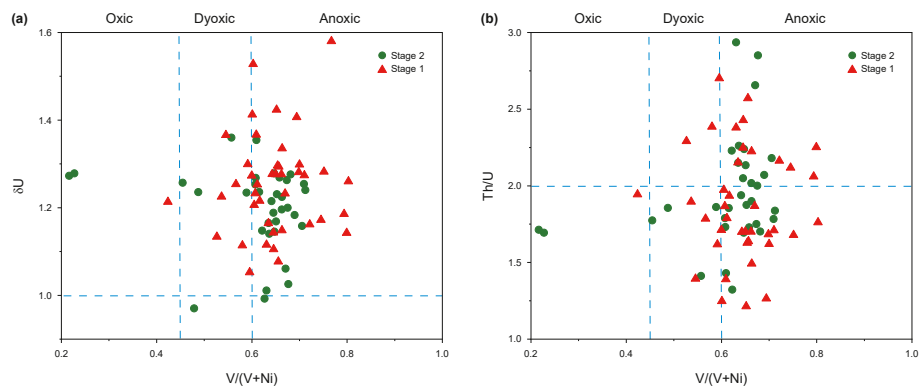 (a)
Oxic Dyoxic Anoxic
1.6
1.4
1.2
1.0
0.2 0.4 0.6 0.8 1.0
δU
V/(V+Ni)
Stage 2
Stage 1
(b)
Oxic Dyoxic Anoxic
3.0
2.5
2.0
1.5
1.0
0.2 0.4 0.6 0.8 1.0
Th/U
V/(V+Ni)
Stage 2
Stage 1